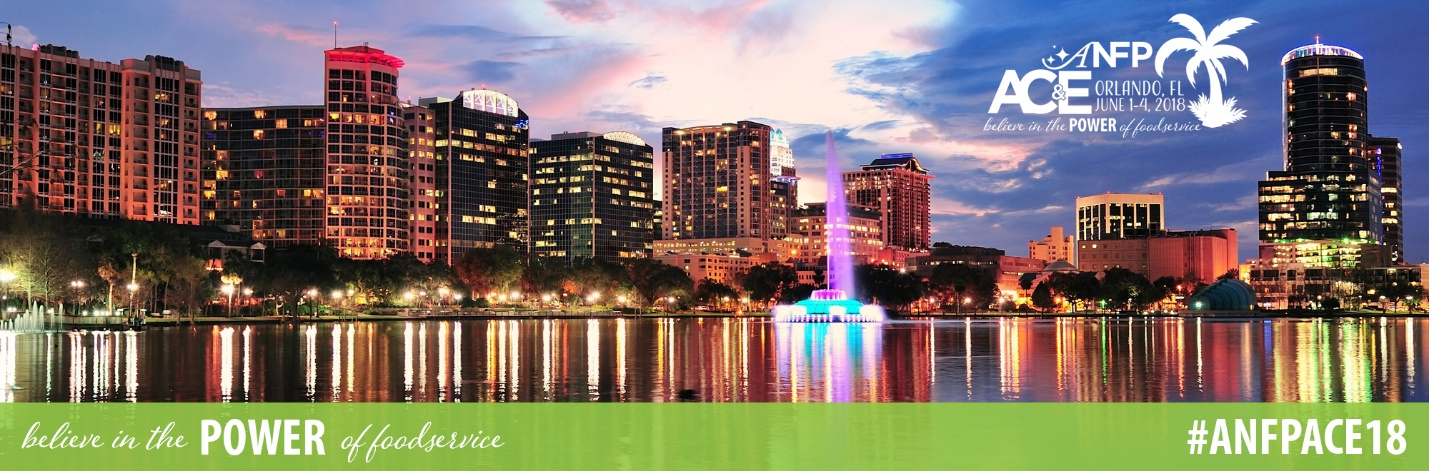 ANFP
ACE&
ORLANDO, FL
JUNE 1-4, 2018
believe in the POWER of foodservice
believe in the POWER of foodservice
#ANFPACE18